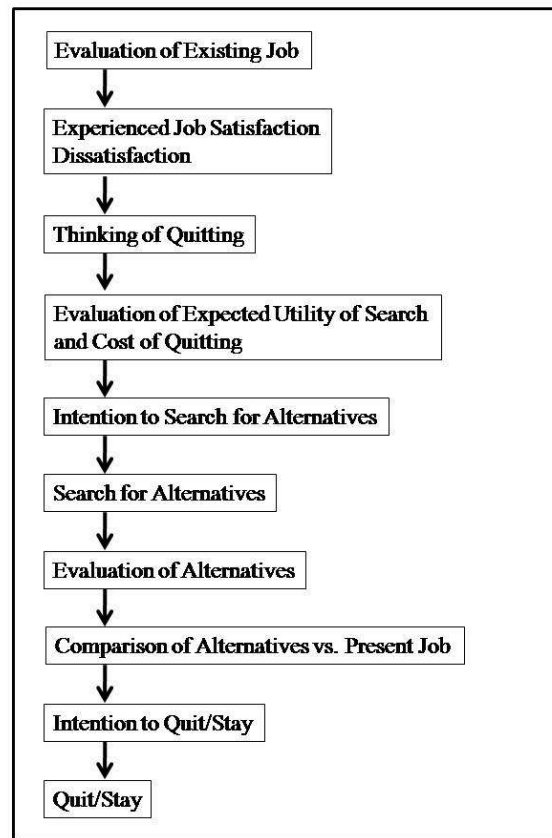 Evaluation of Existing Job
Experienced Job Satisfaction
Dissatisfaction
Thinking of Quitting
Evaluation of Expected Utility of Search
and Cost of Quitting
Intention to Search for Alternatives
Search for Alternatives
Evaluation of Alternatives
Comparison of Alternatives vs. Present Job
Intention to Quit/Stay
Quit/Stay